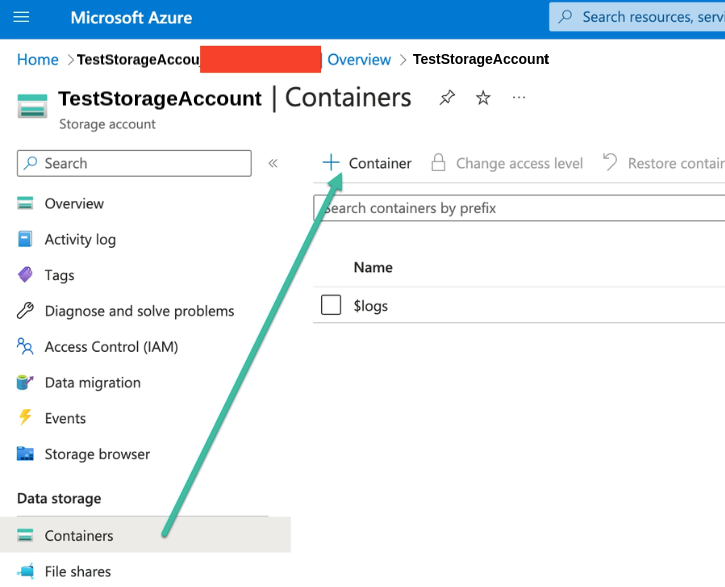 Microsoft Azure
Search resources, servi
Home > TestStorageAccou Overview > TestStorageAccount
TestStorageAccount | Containers ...
Storage account
Search «
+ Container Change access level Restore contain
Overview
Search containers by prefix
Activity log
Name
Tags
$logs
Diagnose and solve problems
Access Control (IAM)
Data migration
Events
Storage browser
Data storage
Containers
File shares